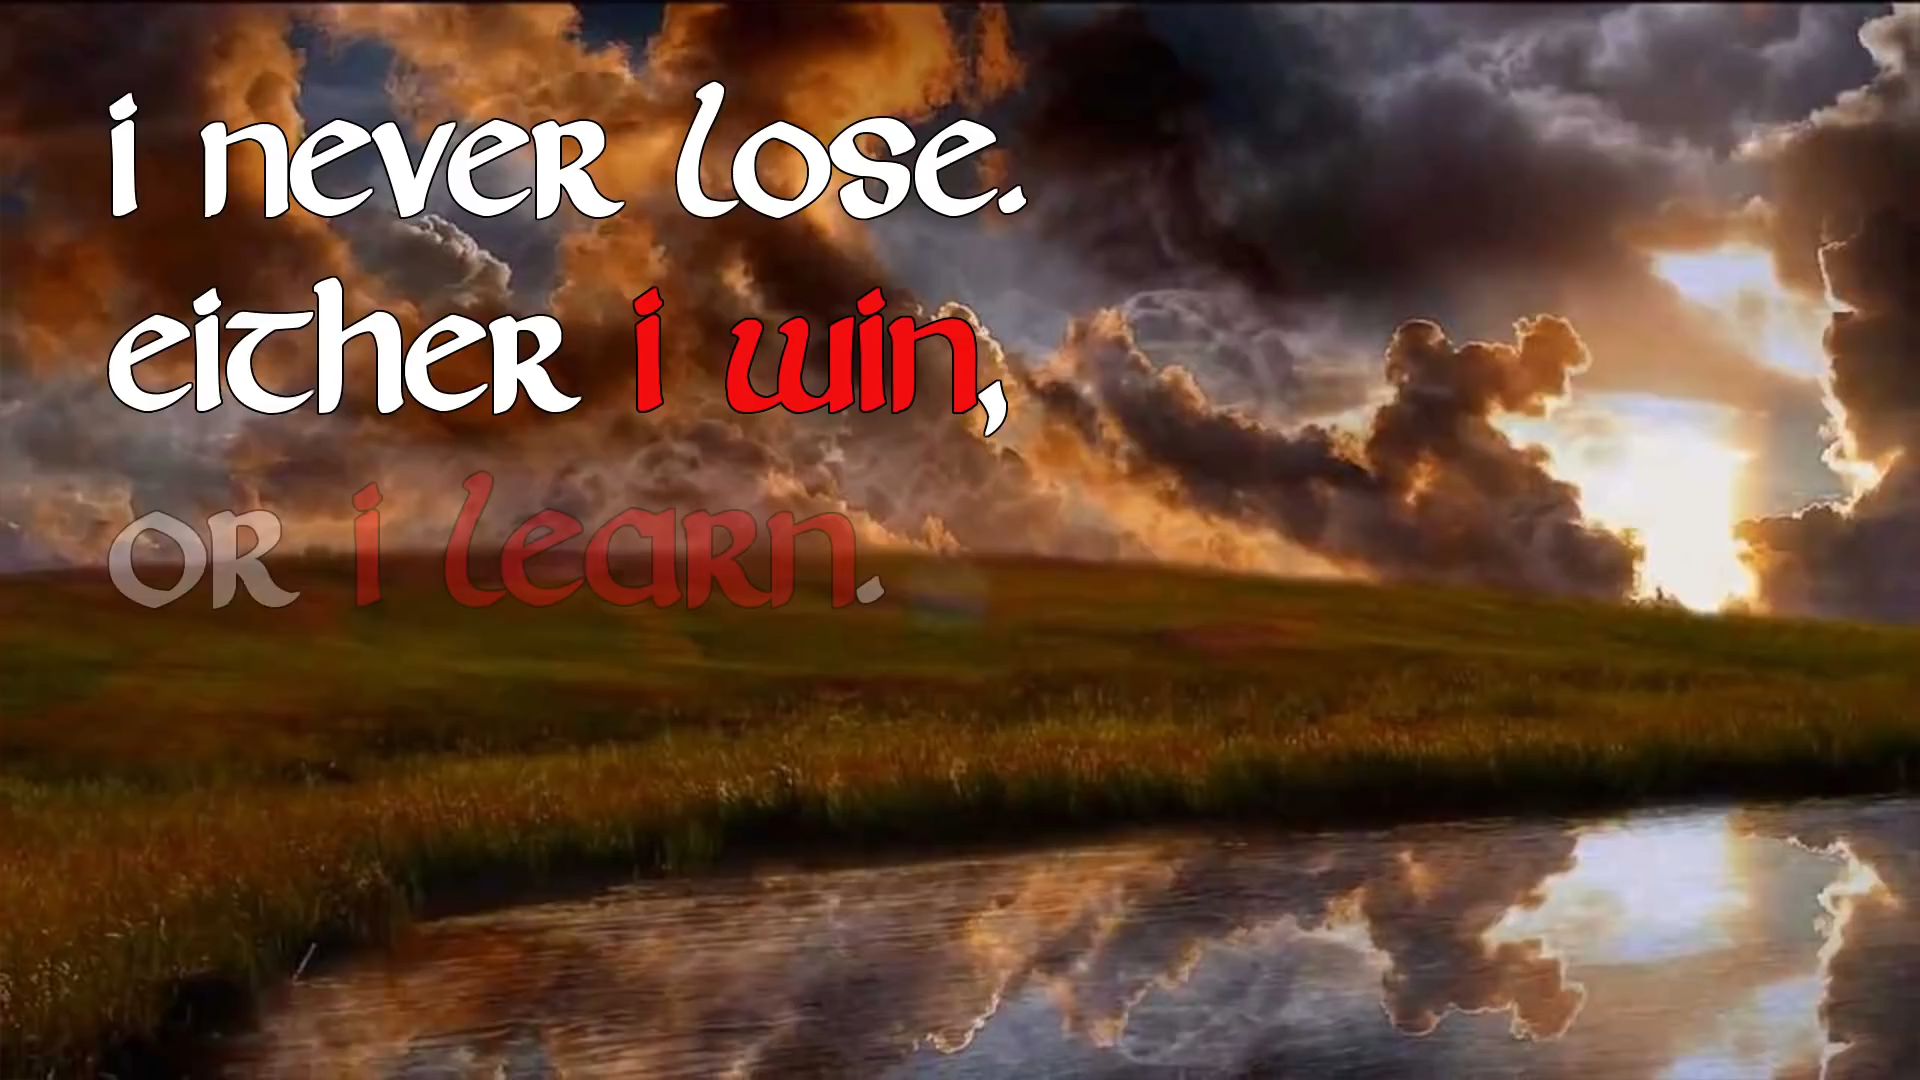 i never lose.
either i win,
or i learn.